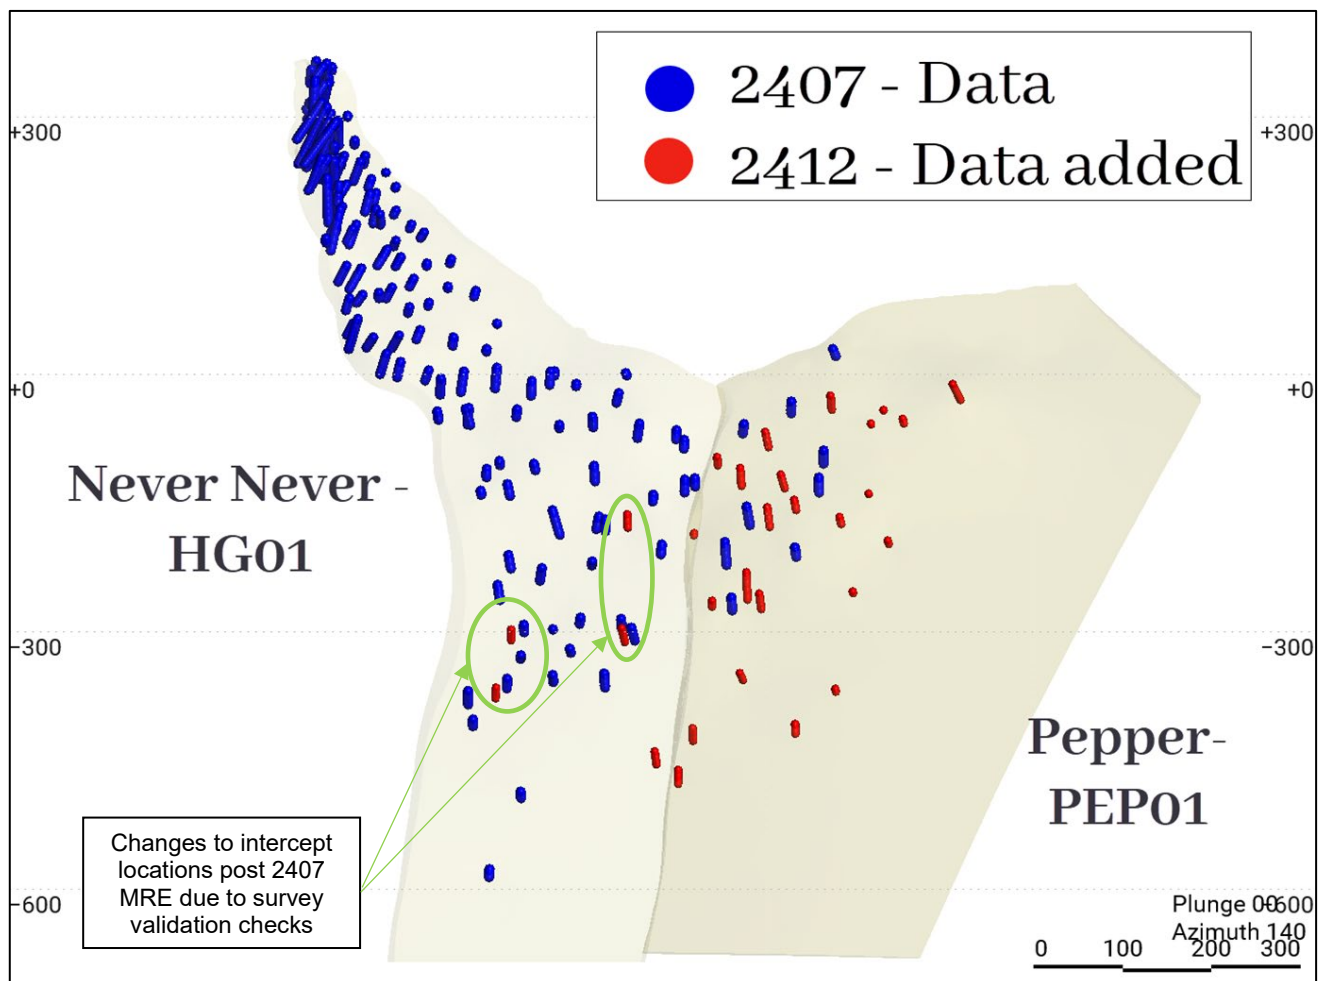 2407 - Data
2412 - Data added
+300
+300
+0
+0
Never Never -
HG01
-300
-300
Pepper-
PEP01
Changes to intercept
locations post 2407
MRE due to survey
validation checks
-600
-600
Plunge 00
Azimuth 140
0 100 200 300